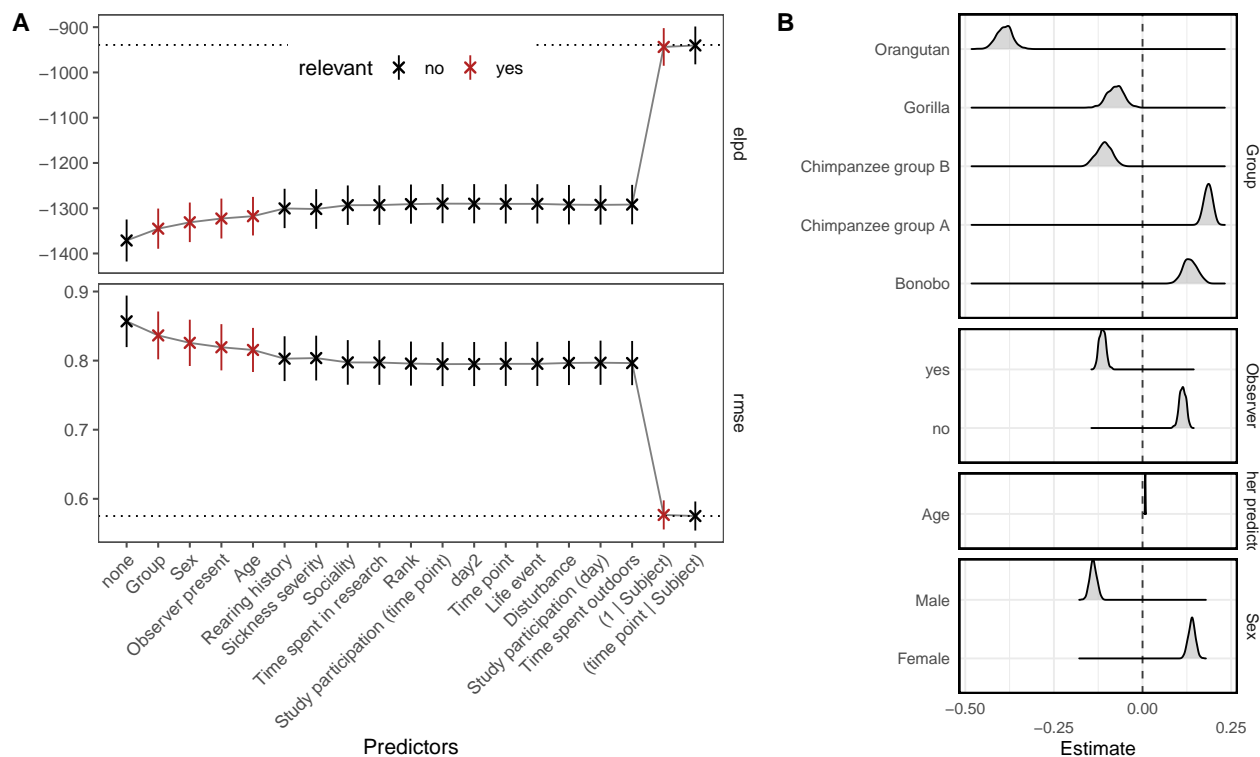 A
−900
−1000
−1100
−1200
−1300
−1400
elpd
relevant no yes
0.9
0.8
0.7
0.6
rmse
none
Group
Sex
Observer present
Age
Rearing history
Sickness severity
Sociality
Time spent in research
Rank
Study participation (time point)
day2
Time point
Life event
Disturbance
Study participation (day)
Time spent outdoors
(1 | Subject)
(time point | Subject)
Predictors
B
Orangutan
Gorilla
Chimpanzee group B
Chimpanzee group A
Bonobo
Group
yes
no
Observer
Age
her predicto
Male
Female
Sex
−0.50
−0.25
0.00
0.25
Estimate